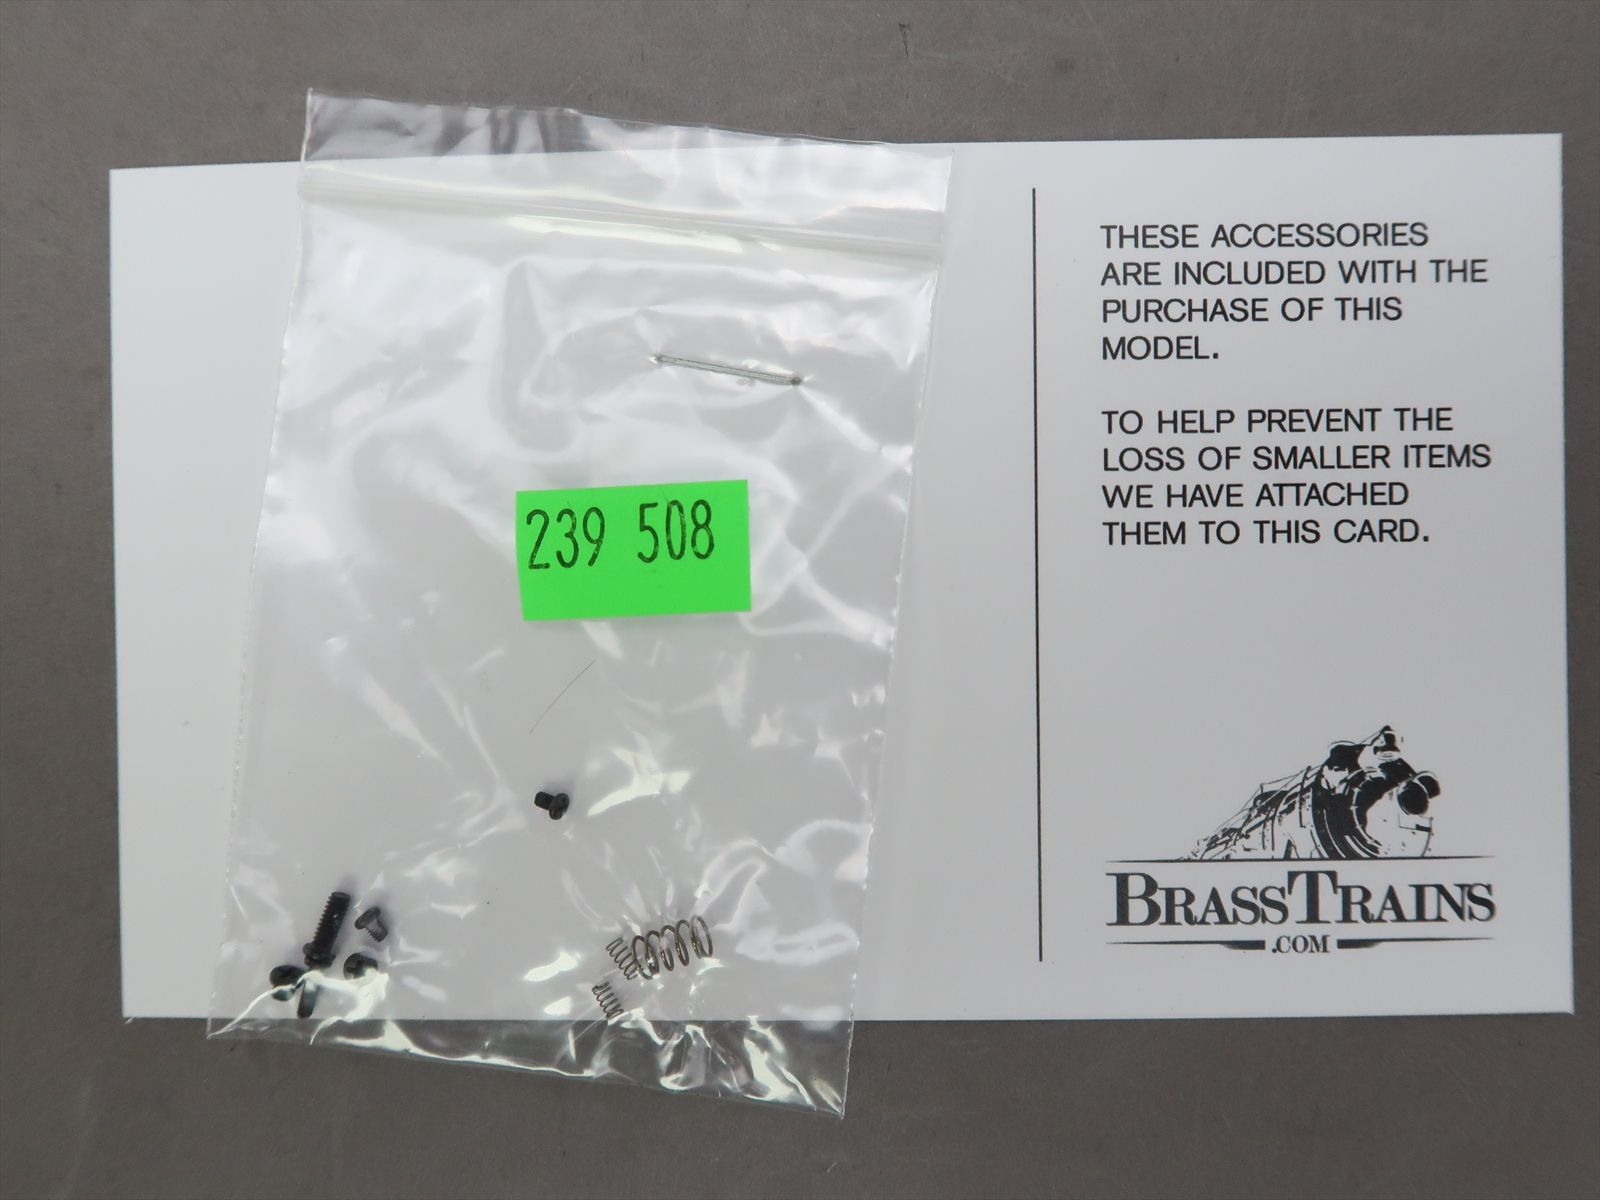 239 508
THESE ACCESSORIES
ARE INCLUDED WITH THE
PURCHASE OF THIS
MODEL.
TO HELP PREVENT THE
LOSS OF SMALLER ITEMS
WE HAVE ATTACHED
THEM TO THIS CARD.
BRASSTRAINS
.COM